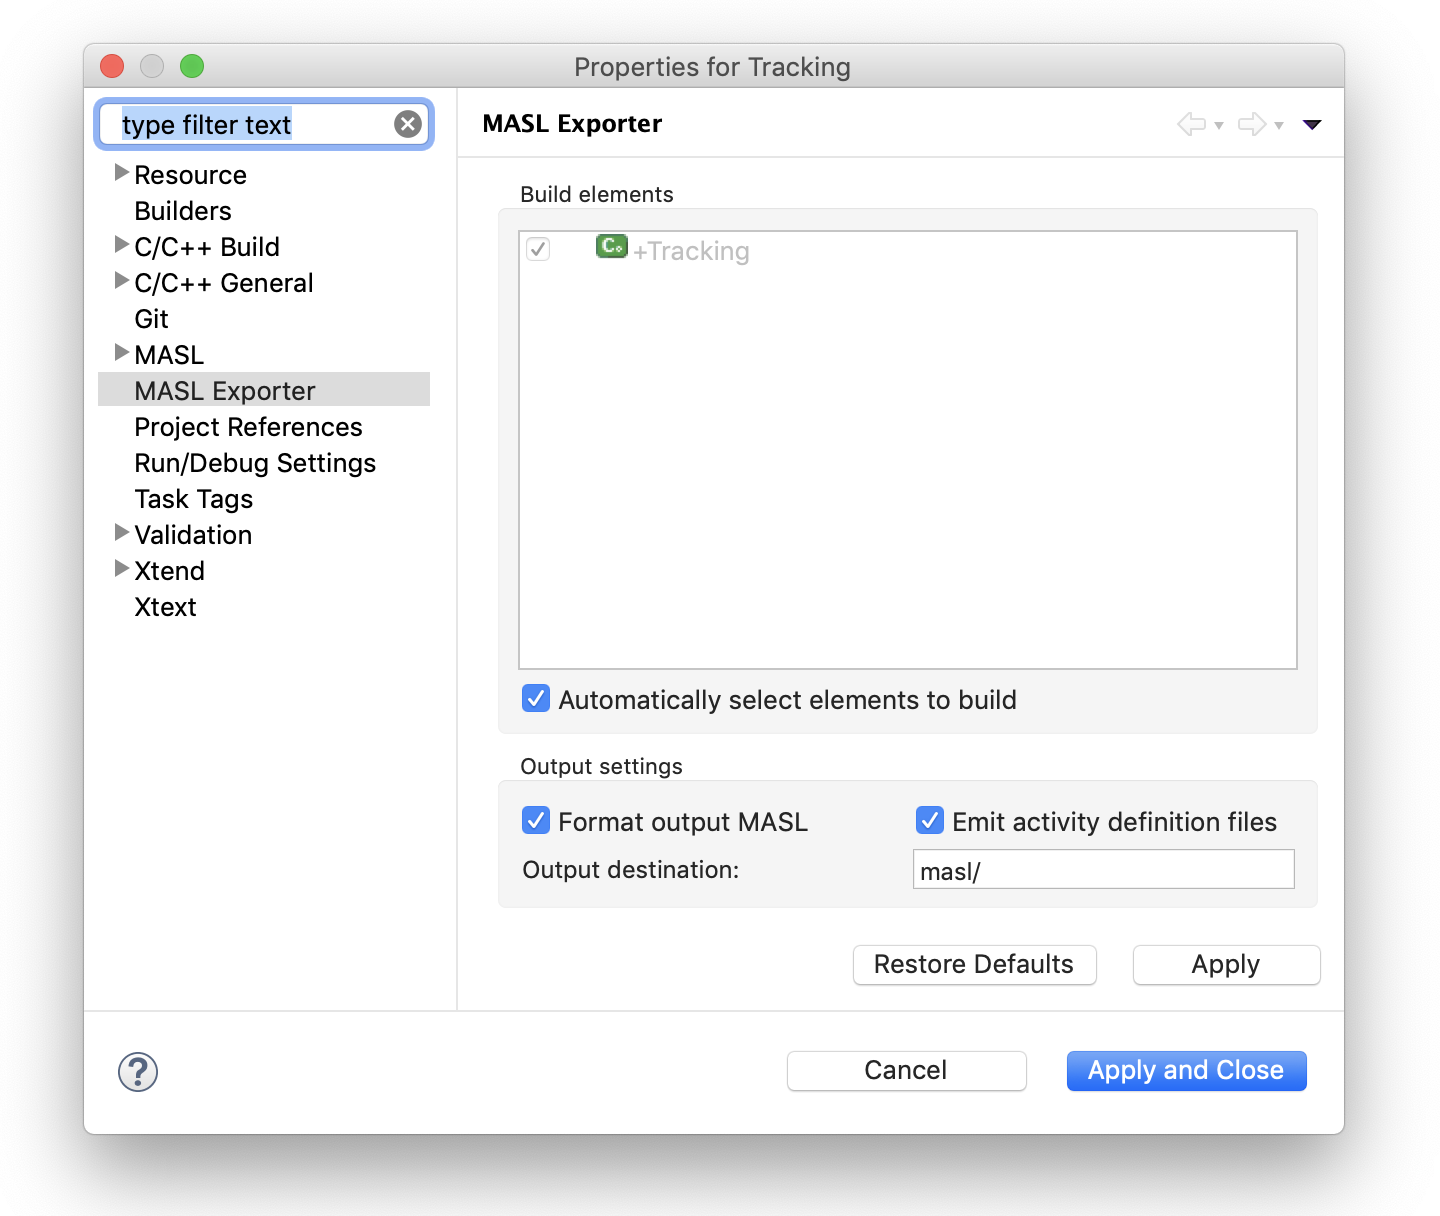 Properties for Tracking
type filter text
Resource
Builders
C/C++ Build
C/C++ General
Git
MASL
MASL Exporter
Project References
Run/Debug Settings
Task Tags
Validation
Xtend
Xtext
MASL Exporter
Build elements
C +Tracking
Automatically select elements to build
Output settings
Format output MASL Emit activity definition files
Output destination: masl/
Restore Defaults Apply
? Cancel Apply and Close